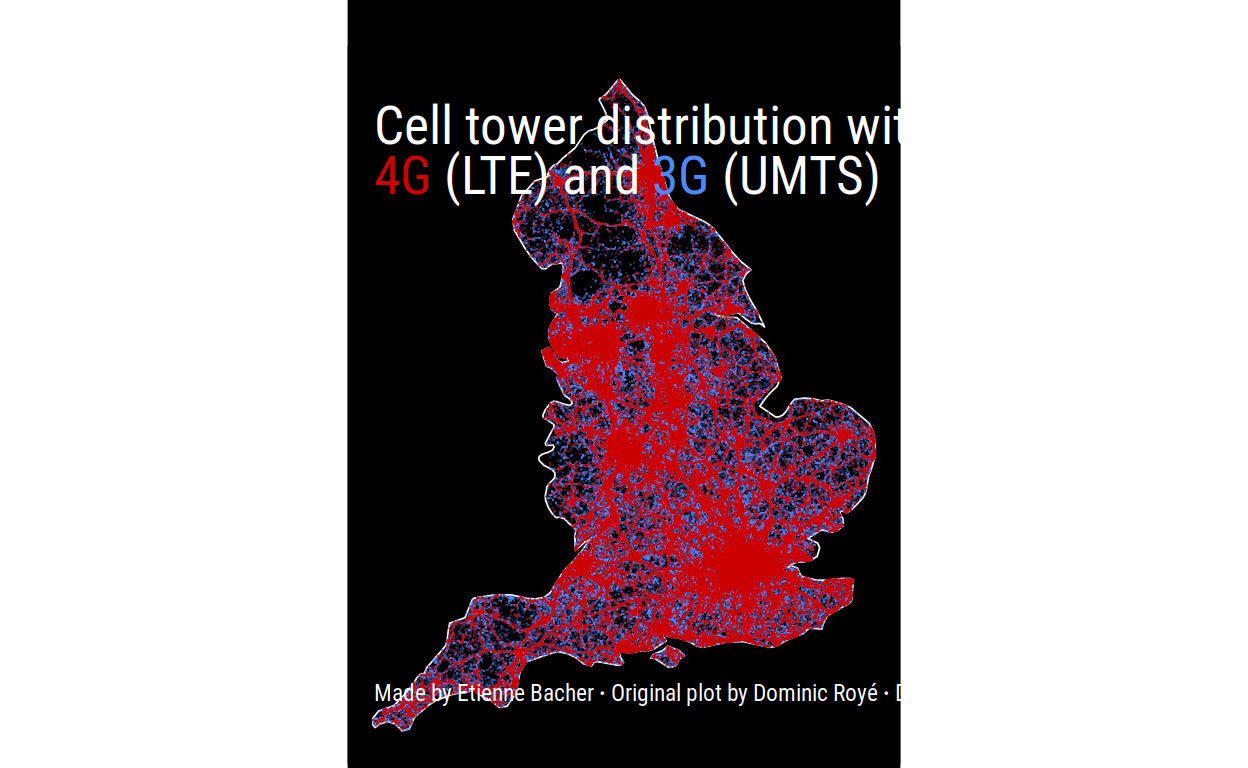 Cell tower distribution wit
4G (LTE) and 3G (UMTS)
Made by Etienne Bacher • Original plot by Dominic Royé • D